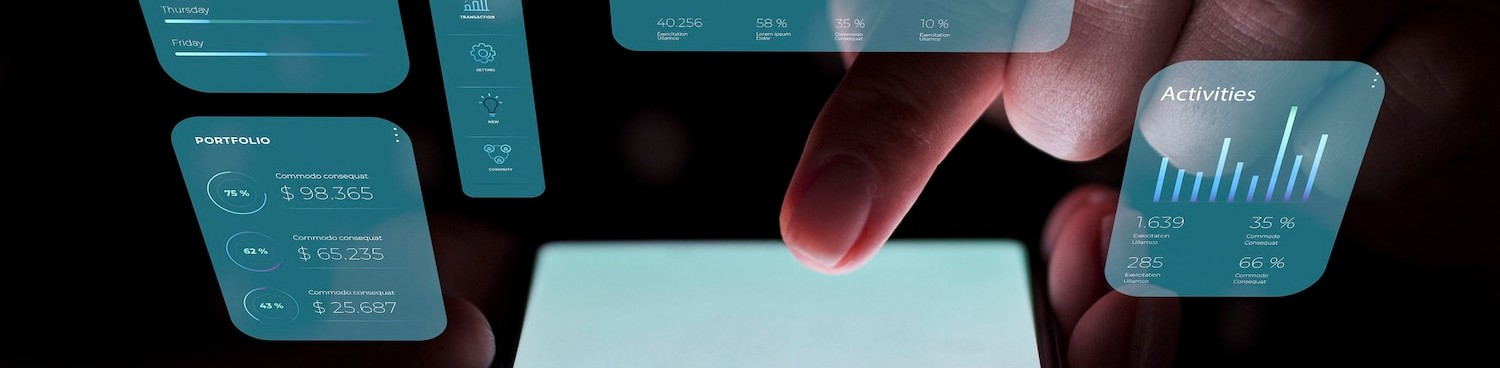 Thursday
Friday
PORTFOLIO
75 %
Commodo consequat
$ 98.365
62 %
Commodo consequat
$ 65.235
43 %
Commodo consequat
$ 25.687
TRANSACTION
SETTING
NEW
COMUNITY
40.256
Exercitation
Ullamco
58 %
Lorem Ipsum
Dolor
35 %
Commodo
Consequat
10 %
Exercitation
Ullamco
Activities
1.639
Exercitation
Ullamco
35 %
Commodo
Consequat
285
Exercitation
Ullamco
66 %
Commodo
Consequat